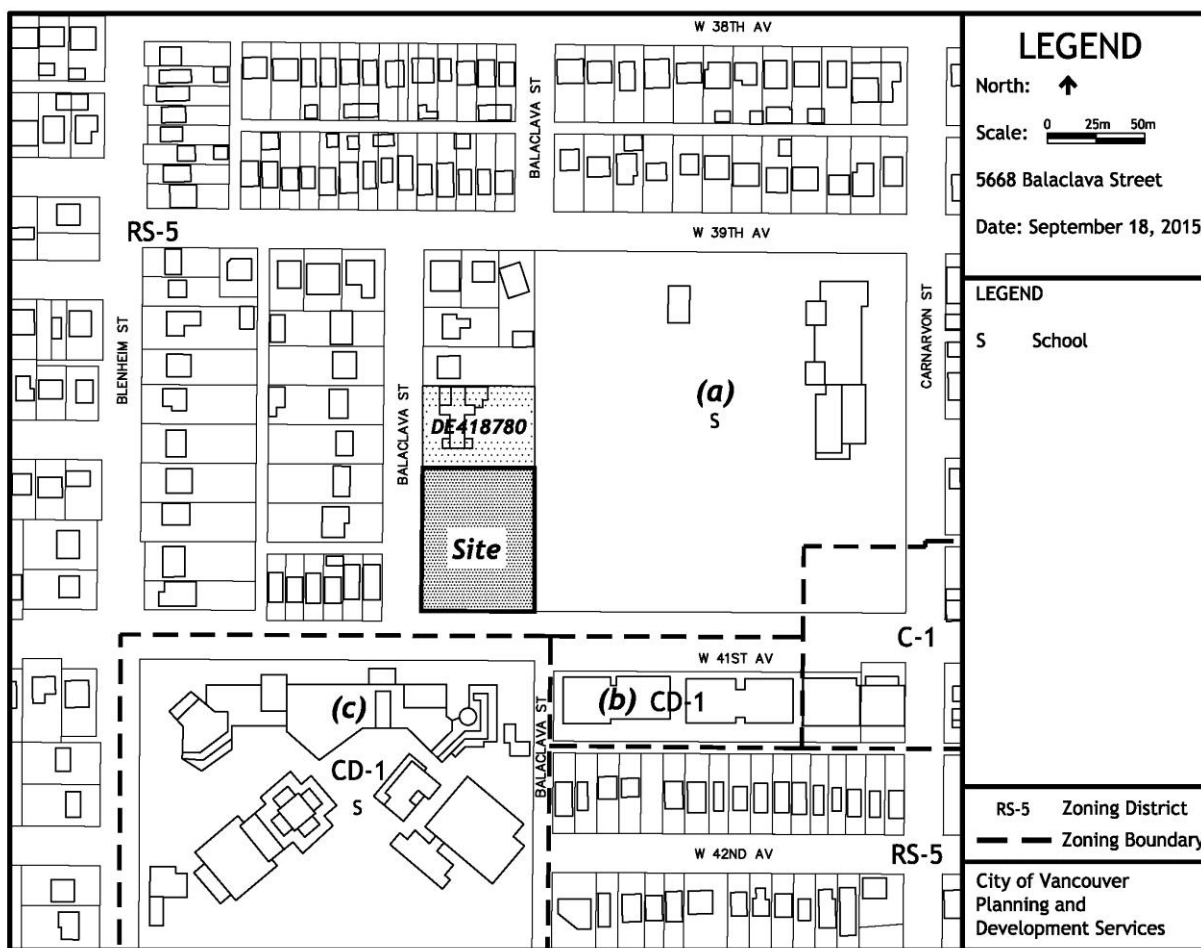 W 38TH AV
BALACLAVA ST
RS-5
W 39TH AV
BLENHEIM ST
BALACLAVA ST
CARNARVON ST
(a)
S
DE418780
Site
C-1
W 41ST AV
(b) CD-1
(c)
BALACLAVA ST
CD-1
S
W 42ND AV
RS-5
LEGEND
North:
Scale: 0 25m 50m
5668 Balaclava Street
Date: September 18, 2015
LEGEND
S School
RS-5 Zoning District
Zoning Boundary
City of Vancouver
Planning and
Development Services